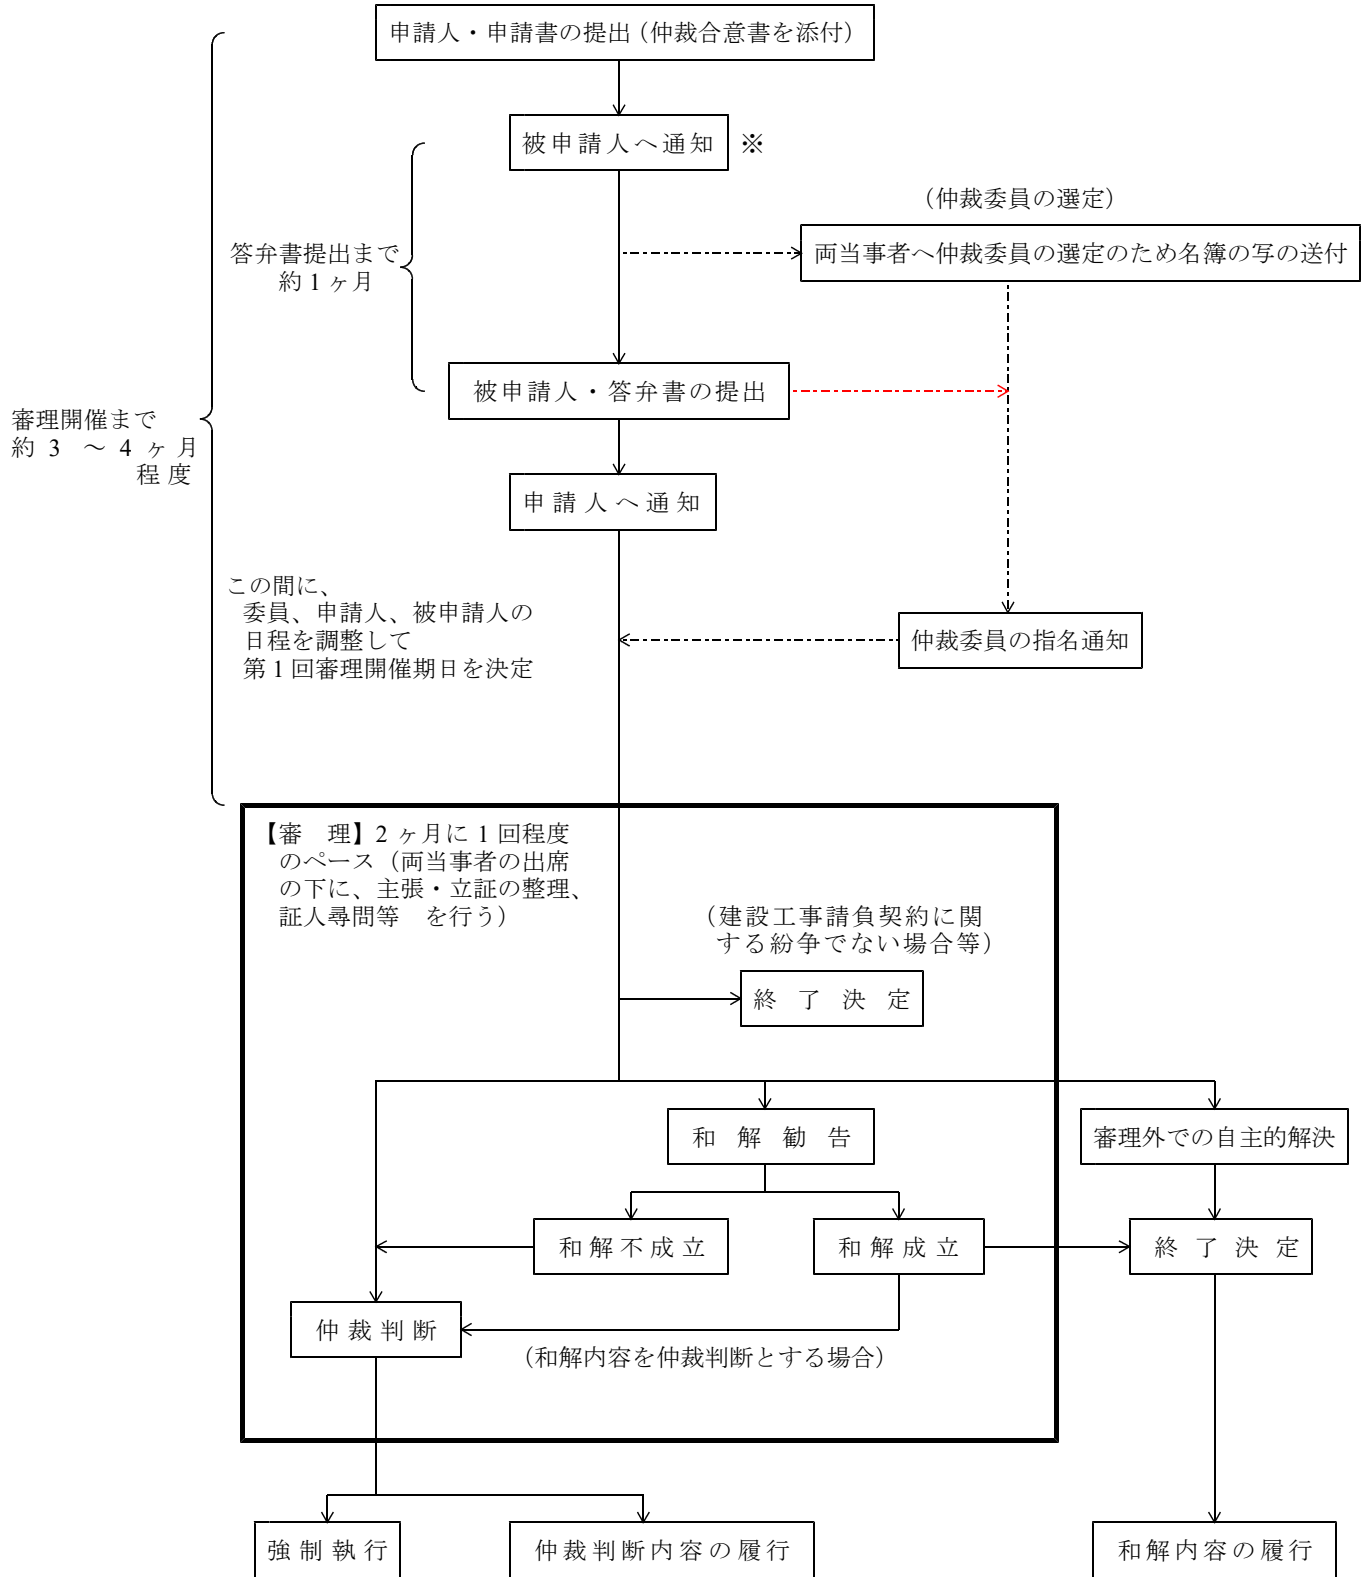 申請人・申請書の提出（仲裁合意書を添付）
被申請人へ通知 ※
（仲裁委員の選定）
両当事者へ仲裁委員の選定のため名簿の写の送付
答弁書提出まで
約１ヶ月
被申請人・答弁書の提出
審理開催まで
約 3 ～ 4 ヶ月
程度
申請人へ通知
この間に、
委員、申請人、被申請人の
日程を調整して
第１回審理開催期日を決定
仲裁委員の指名通知
【審　理】2 ヶ月に 1 回程度
のペース（両当事者の出席
の下に、主張・立証の整理、
証人尋問等　を行う）
（建設工事請負契約に関
する紛争でない場合等）
終了決定
和解勧告
審理外での自主的解決
和解不成立
和解成立
終了決定
仲裁判断
（和解内容を仲裁判断とする場合）
強制執行
仲裁判断内容の履行
和解内容の履行